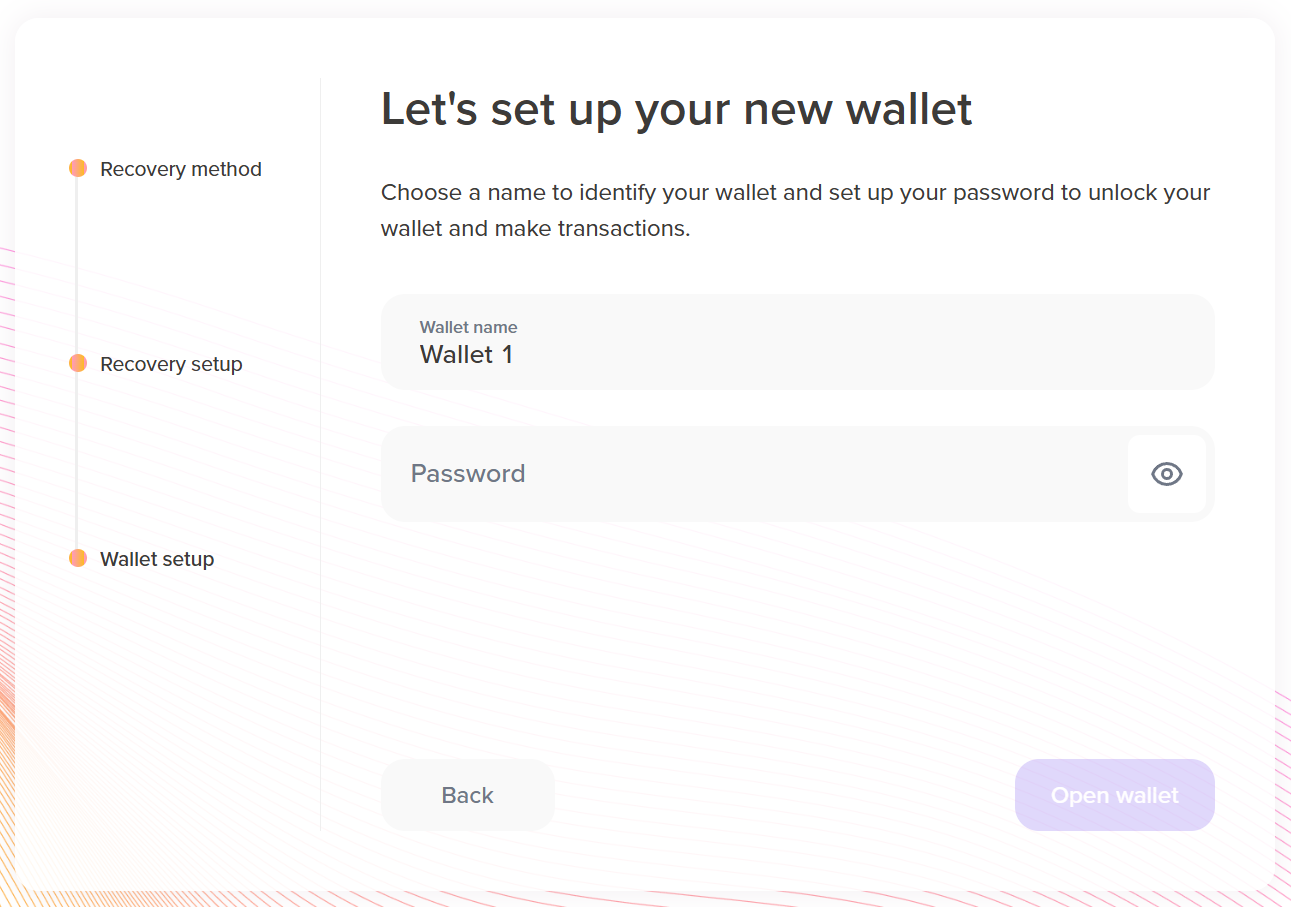 Let's set up your new wallet
Choose a name to identify your wallet and set up your password to unlock your
wallet and make transactions.
Recovery method
Recovery setup
Wallet setup
Wallet name
Wallet 1
Password
Back
Open wallet